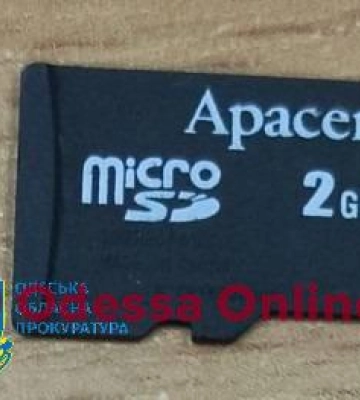 Apacer
micro
SD
2G
ОДЕСЬКА
ОБЛАСНА
ПРОКУРАТУРА
Odessa Online